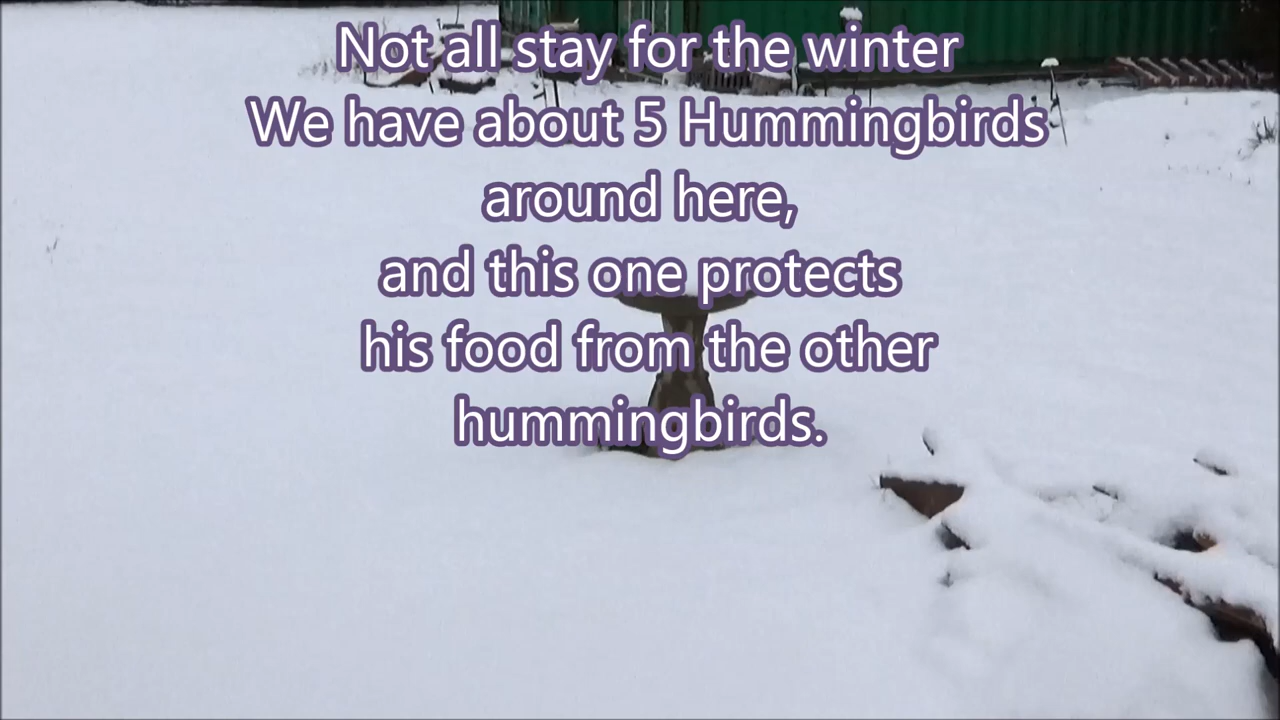 Not all stay for the winter
We have about 5 Hummingbirds
around here,
and this one protects
his food from the other
hummingbirds.